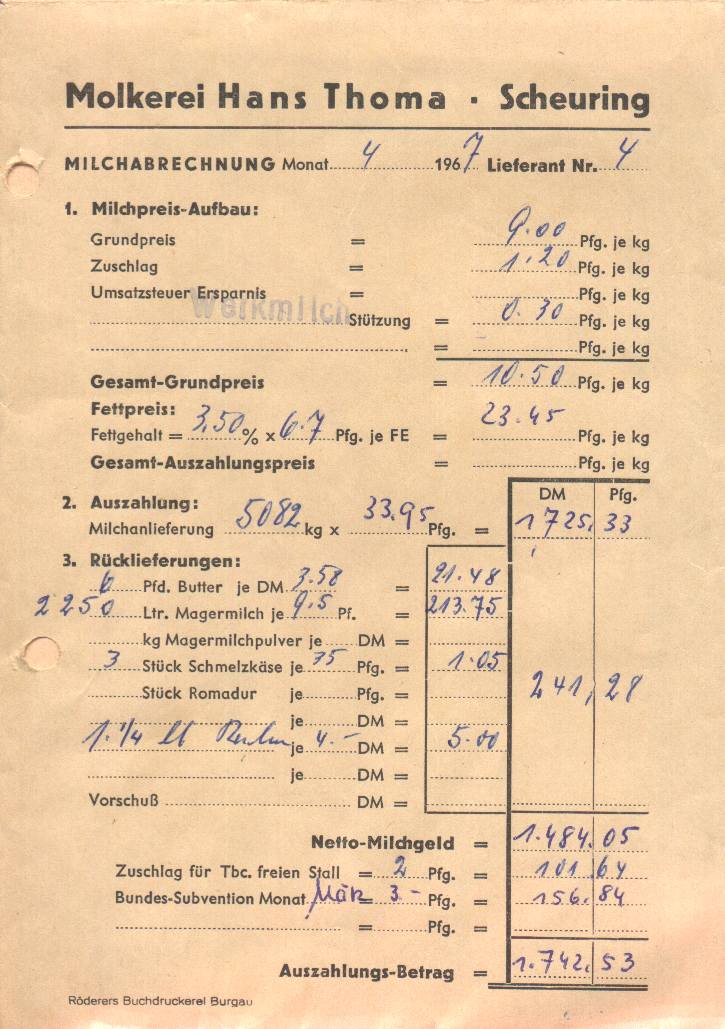 Molkerei Hans Thoma · Scheuring
MILCHABRECHNUNG Monat 4 1967 Lieferant Nr. 4
1. Milchpreis-Aufbau:
Grundpreis = 9.00 Pfg. je kg
Zuschlag = 1.20 Pfg. je kg
Umsatzsteuer Ersparnis = Pfg. je kg
Werkmilch
Stützung = 0.30 Pfg. je kg
= Pfg. je kg
Gesamt-Grundpreis = 10.50 Pfg. je kg
Fettpreis: 23.45
Fettgehalt = 3,50 % x 6.7 Pfg. je FE = Pfg. je kg
Gesamt-Auszahlungspreis = Pfg. je kg
DM Pfg.
2. Auszahlung:
Milchanlieferung 5082 kg x 33.95 Pfg. = 1725, 33
3. Rücklieferungen:
6 Pfd. Butter je DM 3.58 = 21.48
2250 Ltr. Magermilch je 9.5 Pf. = 213.75
kg Magermilchpulver je DM =
3 Stück Schmelzkäse je 35 Pfg. = 1.05
Stück Romadur je Pfg. = 241, 28
je DM =
1.1/4 lt je 4.- DM = 5.00
je DM =
Vorschuß DM =
Netto-Milchgeld = 1.484.05
Zuschlag für Tbc. freien Stall = 2 Pfg. = 101.64
Bundes-Subvention Monat März = 3.- Pfg. = 156.84
= Pfg. =
Auszahlungs-Betrag = 1.742,53
Röderers Buchdruckerei Burgau